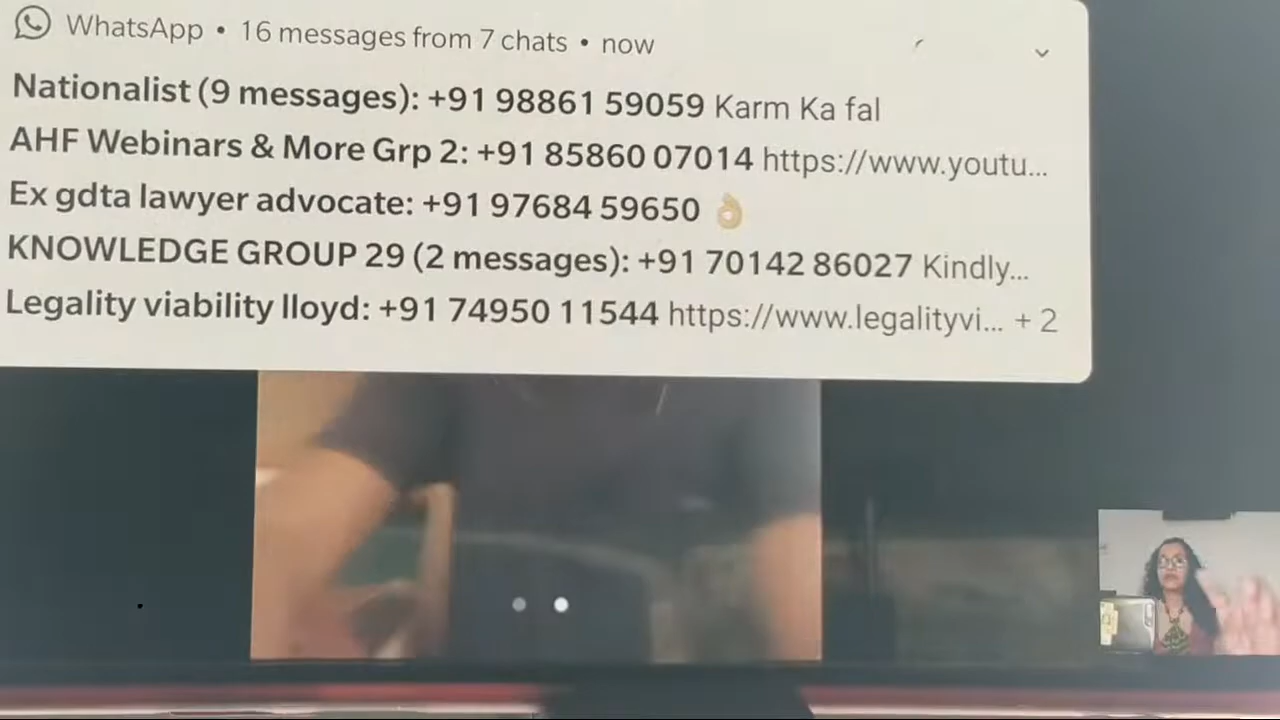 WhatsApp • 16 messages from 7 chats • now
Nationalist (9 messages): +91 98861 59059 Karm Ka fal
AHF Webinars & More Grp 2: +91 85860 07014 https://www.youtu...
Ex gdta lawyer advocate: +91 97684 59650 👌🏼
KNOWLEDGE GROUP 29 (2 messages): +91 70142 86027 Kindly...
Legality viability lloyd: +91 74950 11544 https://www.legalityvi... + 2